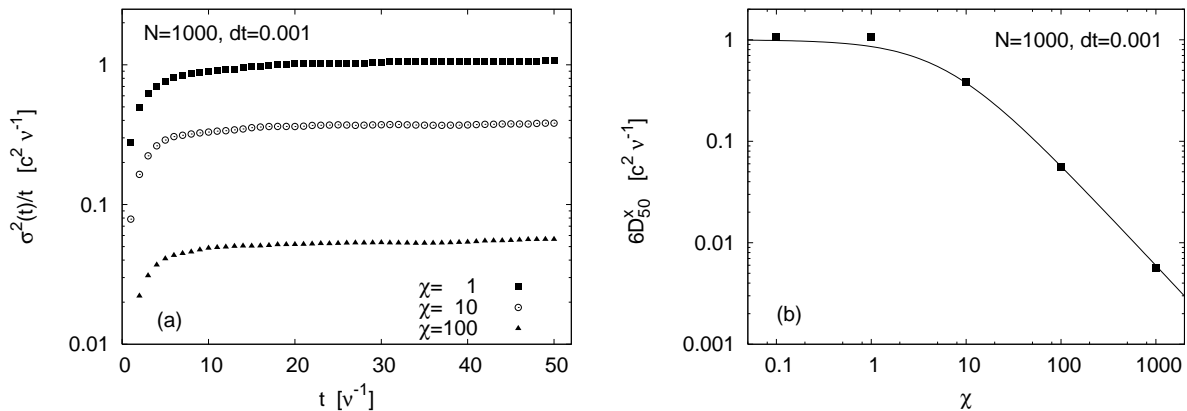 N=1000, dt=0.001
σ²(t)/t [c² ν⁻¹]
1
0.1
0.01
χ= 1
χ= 10
χ=100
(a)
0 10 20 30 40 50
t [ν⁻¹]
N=1000, dt=0.001
6D₅₀ˣ [c² ν⁻¹]
1
0.1
0.01
0.001
(b)
0.1 1 10 100 1000
χ